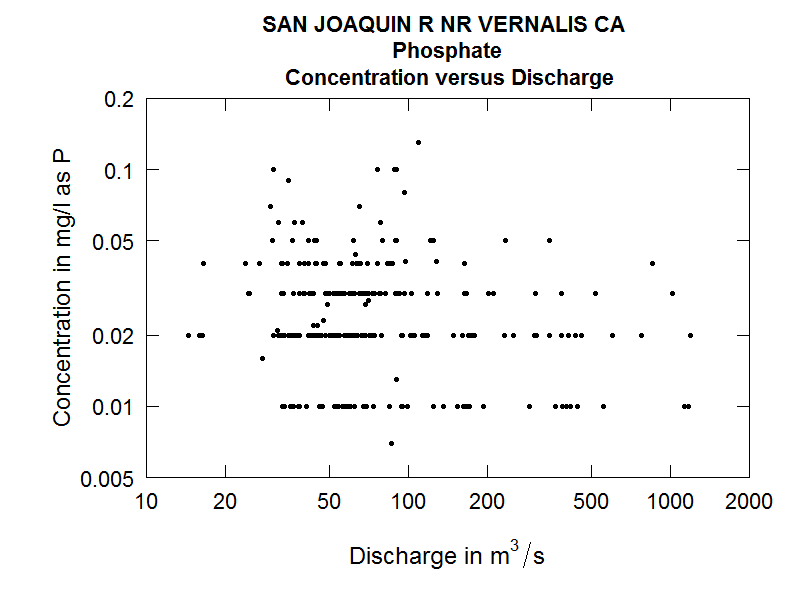 SAN JOAQUIN R NR VERNALIS CA
Phosphate
Concentration versus Discharge
Concentration in mg/l as P
0.2
0.1
0.05
0.02
0.01
0.005
10 20 50 100 200 500 1000 2000
Discharge in m³/s